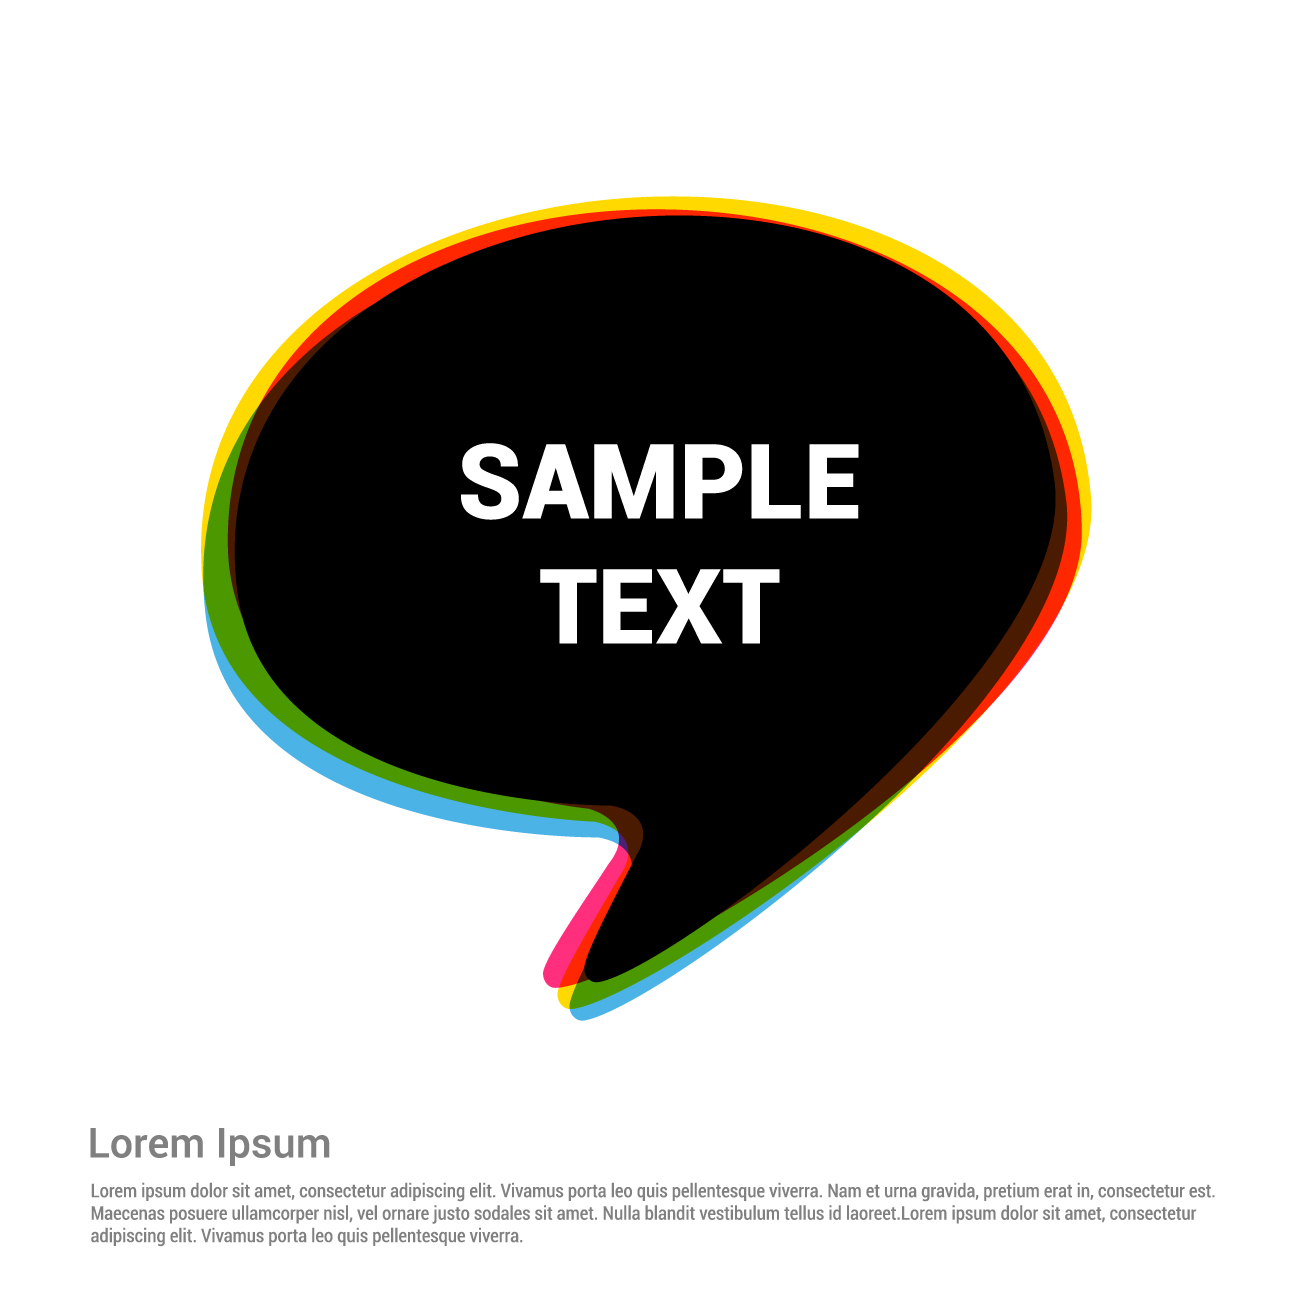 SAMPLE
TEXT
Lorem Ipsum
Lorem ipsum dolor sit amet, consectetur adipiscing elit. Vivamus porta leo quis pellentesque viverra. Nam et urna gravida, pretium erat in, consectetur est.
Maecenas posuere ullamcorper nisl, vel ornare justo sodales sit amet. Nulla blandit vestibulum tellus id laoreet.Lorem ipsum dolor sit amet, consectetur
adipiscing elit. Vivamus porta leo quis pellentesque viverra.